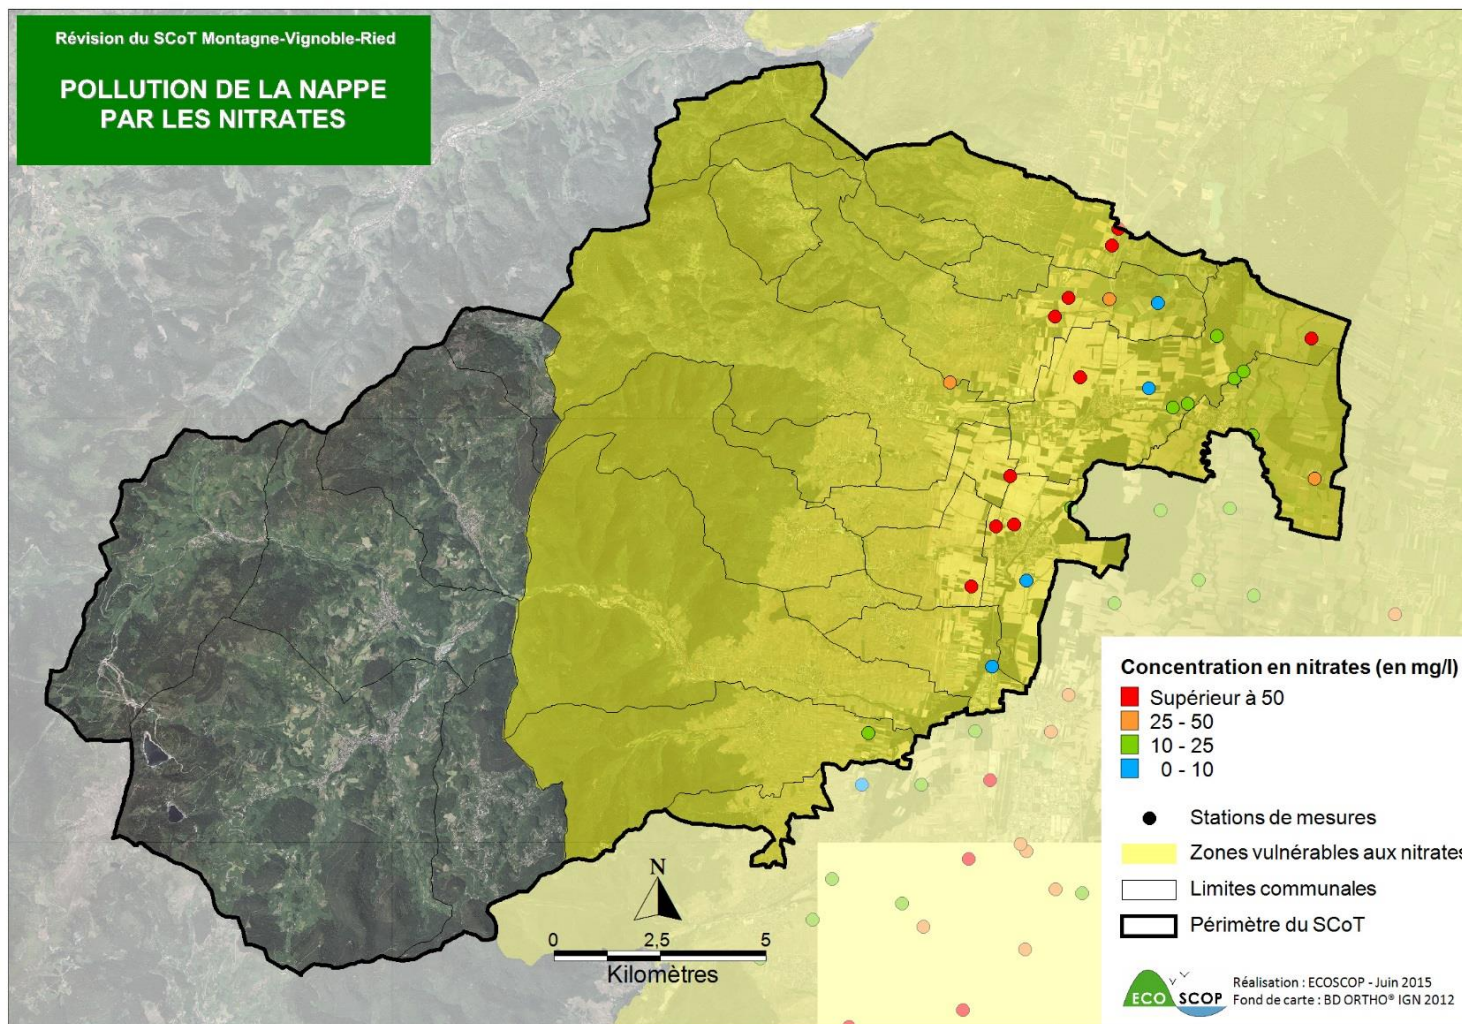 Révision du SCoT Montagne-Vignoble-Ried
POLLUTION DE LA NAPPE
PAR LES NITRATES
Concentration en nitrates (en mg/l)
Supérieur à 50
25 - 50
10 - 25
0 - 10
Stations de mesures
Zones vulnérables aux nitrates
Limites communales
Périmètre du SCoT
N
0 2,5 5
Kilomètres
ECO SCOP
Réalisation : ECOSCOP - Juin 2015
Fond de carte : BD ORTHO® IGN 2012